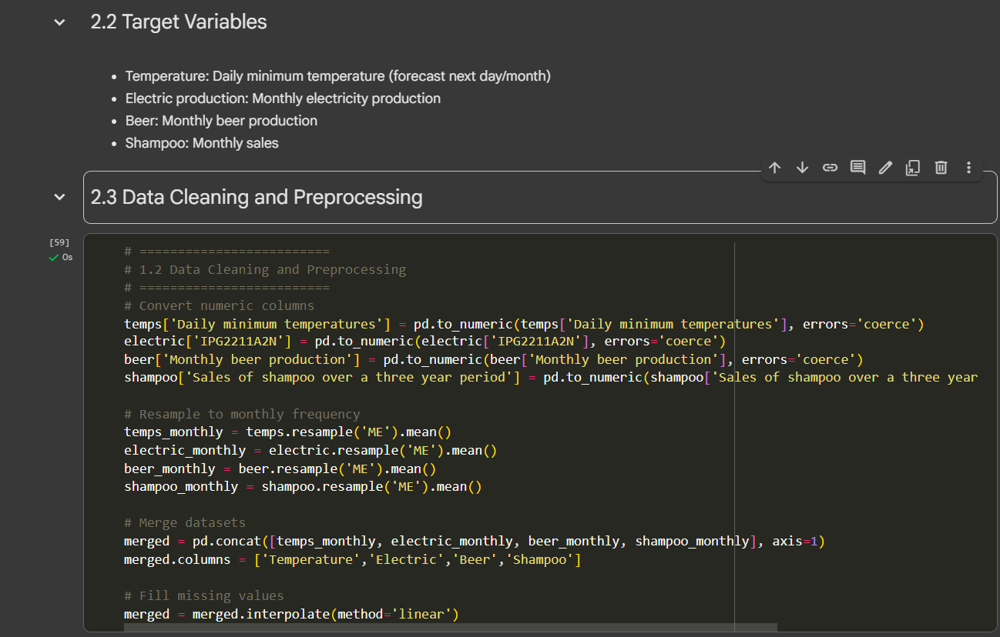 2.2 Target Variables
• Temperature: Daily minimum temperature (forecast next day/month)
• Electric production: Monthly electricity production
• Beer: Monthly beer production
• Shampoo: Monthly sales
2.3 Data Cleaning and Preprocessing
[59]
0s
# =========================
# 1.2 Data Cleaning and Preprocessing
# =========================
# Convert numeric columns
temps['Daily minimum temperatures'] = pd.to_numeric(temps['Daily minimum temperatures'], errors='coerce')
electric['IPG2211A2N'] = pd.to_numeric(electric['IPG2211A2N'], errors='coerce')
beer['Monthly beer production'] = pd.to_numeric(beer['Monthly beer production'], errors='coerce')
shampoo['Sales of shampoo over a three year period'] = pd.to_numeric(shampoo['Sales of shampoo over a three year
# Resample to monthly frequency
temps_monthly = temps.resample('ME').mean()
electric_monthly = electric.resample('ME').mean()
beer_monthly = beer.resample('ME').mean()
shampoo_monthly = shampoo.resample('ME').mean()
# Merge datasets
merged = pd.concat([temps_monthly, electric_monthly, beer_monthly, shampoo_monthly], axis=1)
merged.columns = ['Temperature','Electric','Beer','Shampoo']
# Fill missing values
merged = merged.interpolate(method='linear')